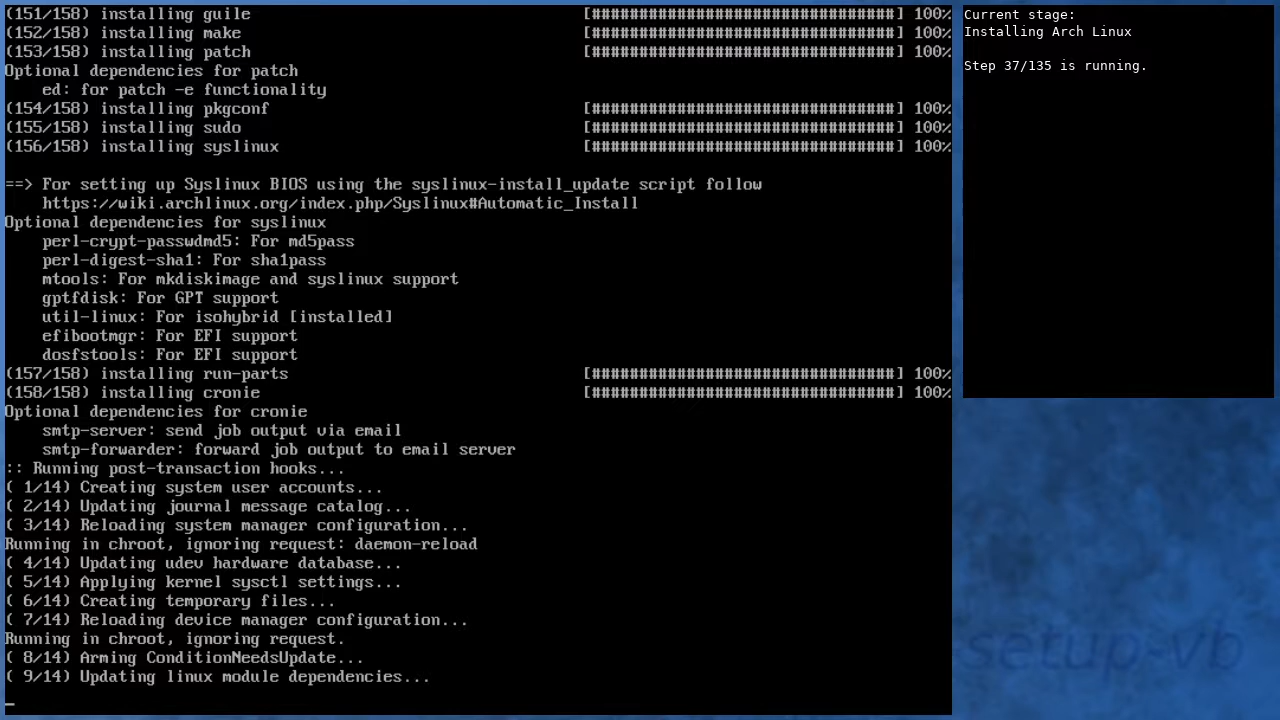 (151/158) installing guile [################################] 100%
(152/158) installing make [################################] 100%
(153/158) installing patch [################################] 100%
Optional dependencies for patch
    ed: for patch -e functionality
(154/158) installing pkgconf [################################] 100%
(155/158) installing sudo [################################] 100%
(156/158) installing syslinux [################################] 100%

==> For setting up Syslinux BIOS using the syslinux-install_update script follow
    https://wiki.archlinux.org/index.php/Syslinux#Automatic_Install
Optional dependencies for syslinux
    perl-crypt-passwdmd5: For md5pass
    perl-digest-sha1: For sha1pass
    mtools: For mkdiskimage and syslinux support
    gptfdisk: For GPT support
    util-linux: For isohybrid [installed]
    efibootmgr: For EFI support
    dosfstools: For EFI support
(157/158) installing run-parts [################################] 100%
(158/158) installing cronie [################################] 100%
Optional dependencies for cronie
    smtp-server: send job output via email
    smtp-forwarder: forward job output to email server
:: Running post-transaction hooks...
( 1/14) Creating system user accounts...
( 2/14) Updating journal message catalog...
( 3/14) Reloading system manager configuration...
Running in chroot, ignoring request: daemon-reload
( 4/14) Updating udev hardware database...
( 5/14) Applying kernel sysctl settings...
( 6/14) Creating temporary files...
( 7/14) Reloading device manager configuration...
Running in chroot, ignoring request.
( 8/14) Arming ConditionNeedsUpdate...
( 9/14) Updating linux module dependencies...
Current stage:
Installing Arch Linux

Step 37/135 is running.
setup-vb